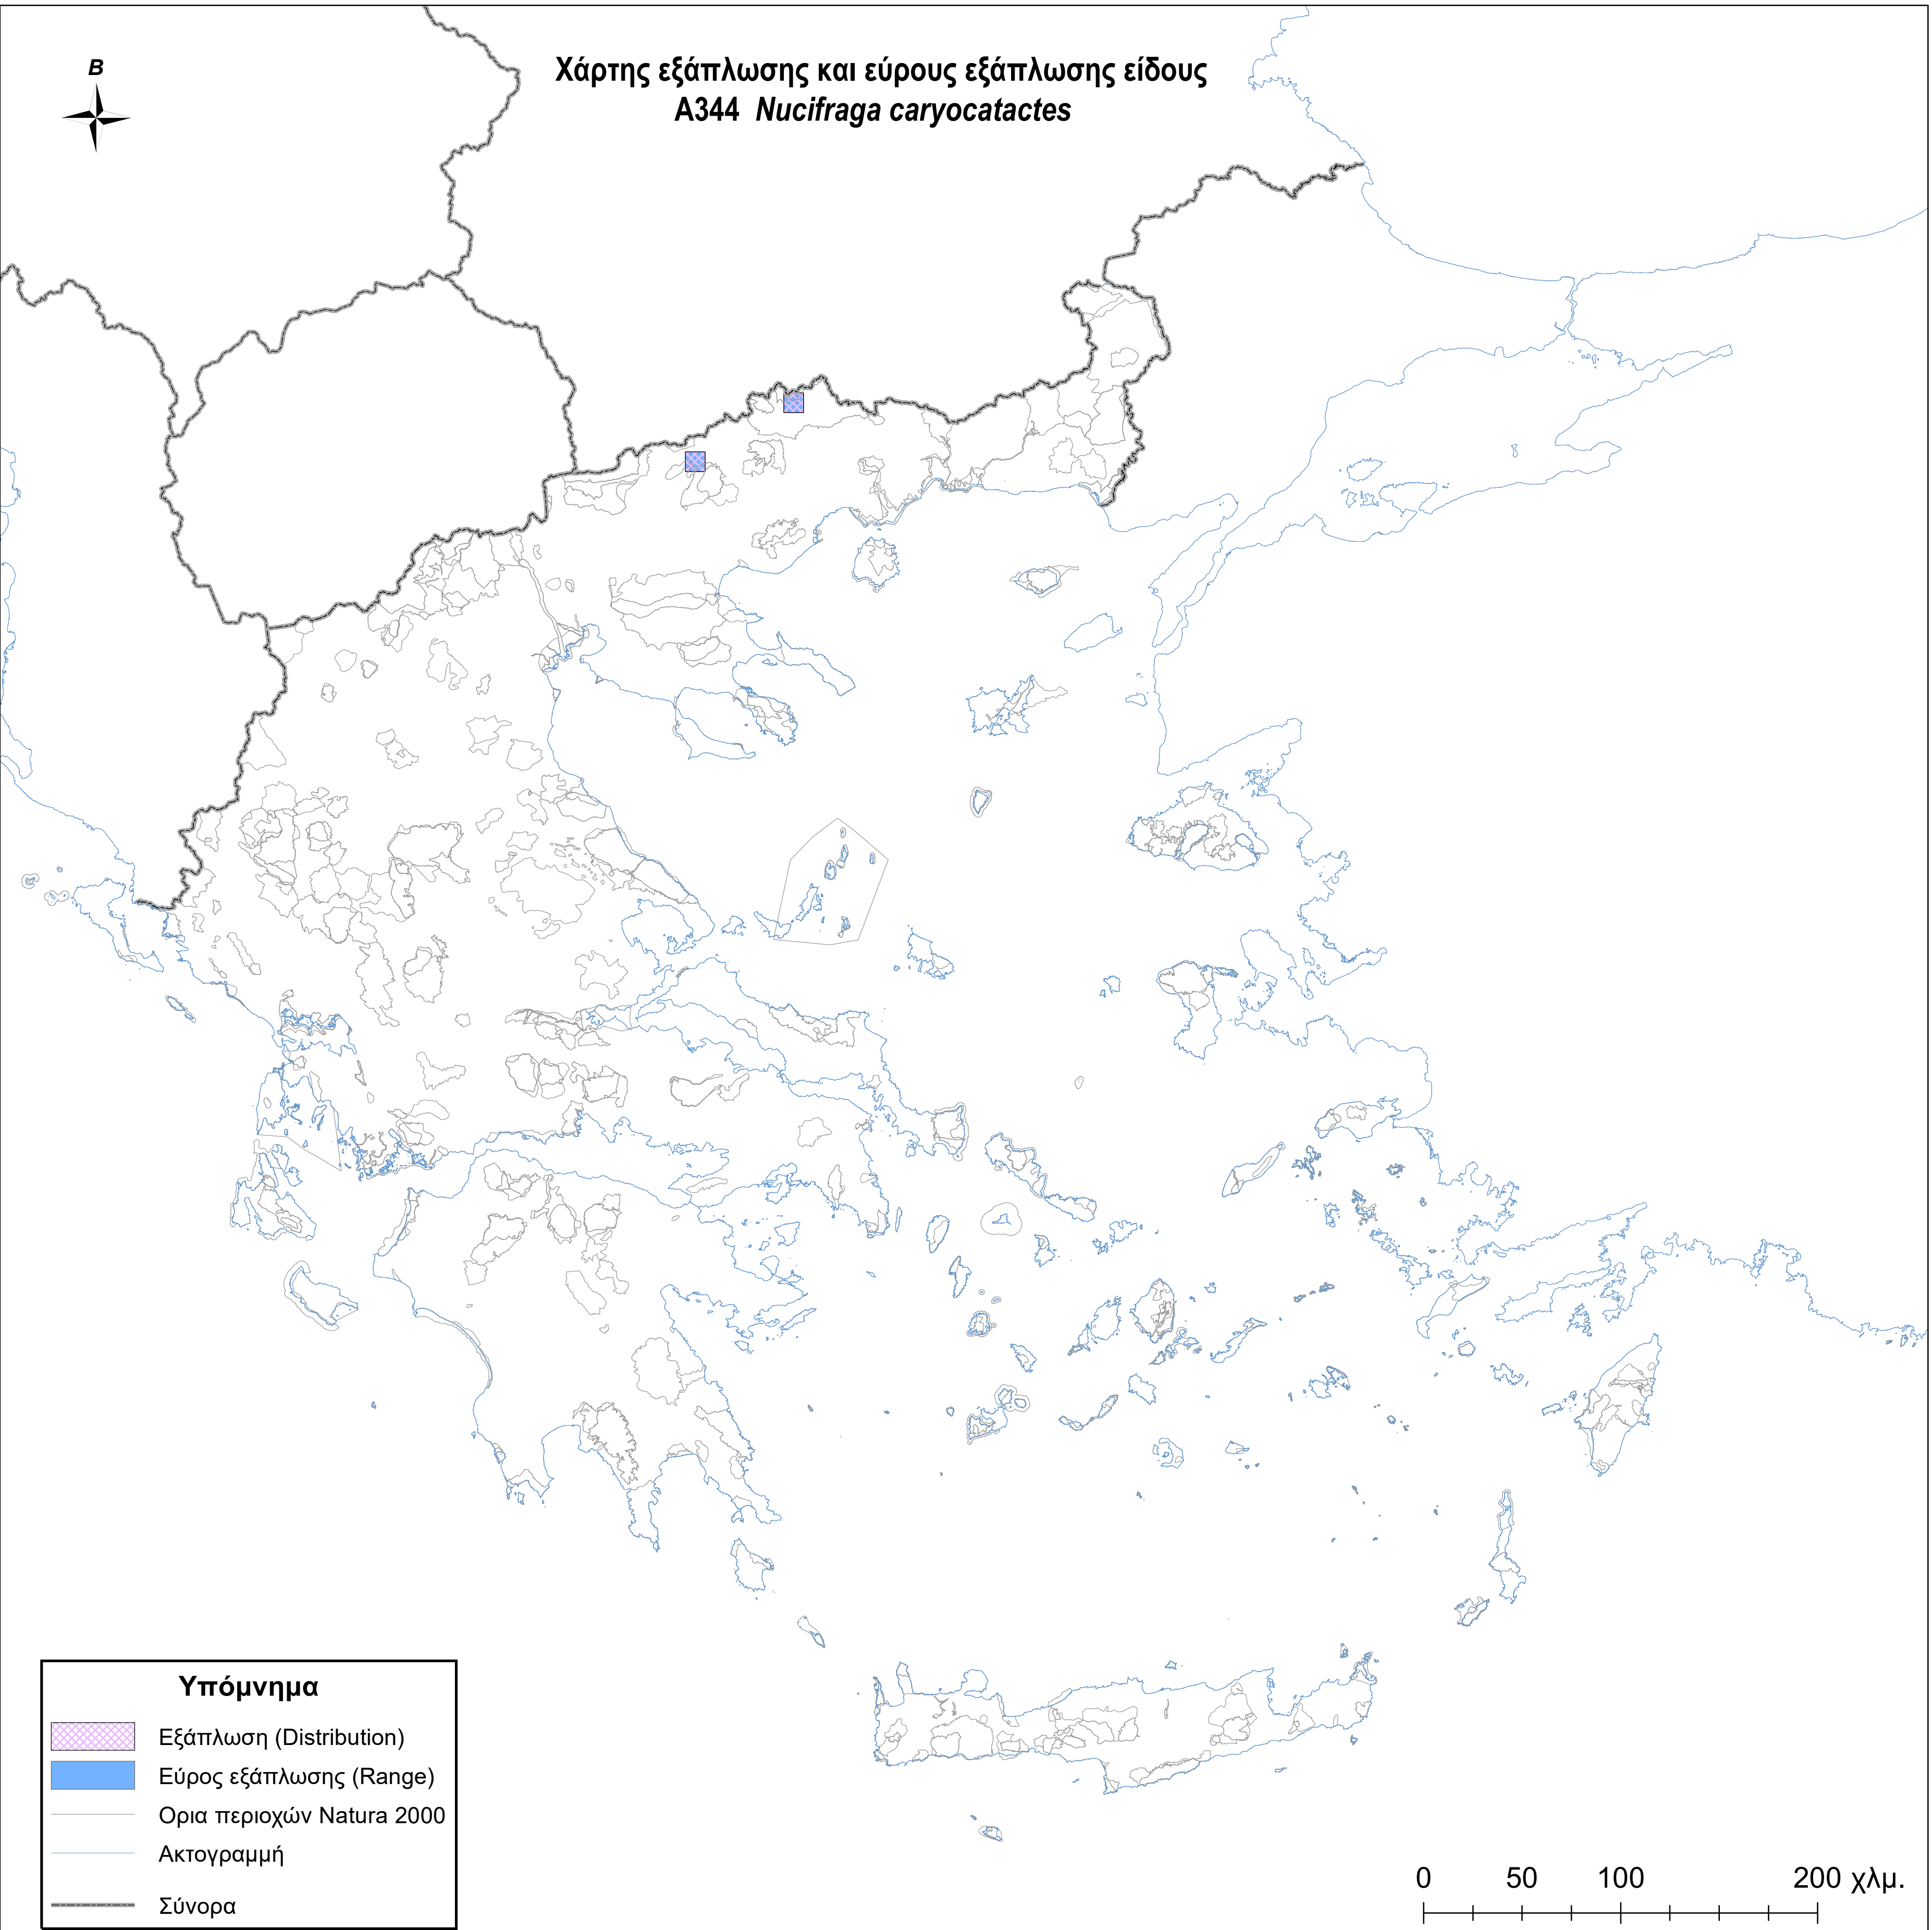 Χάρτης εξάπλωσης και εύρους εξάπλωσης είδους
A344 Nucifraga caryocatactes
B
Υπόμνημα
Εξάπλωση (Distribution)
Εύρος εξάπλωσης (Range)
Ορια περιοχών Natura 2000
Ακτογραμμή
Σύνορα
0 50 100 200 χλμ.